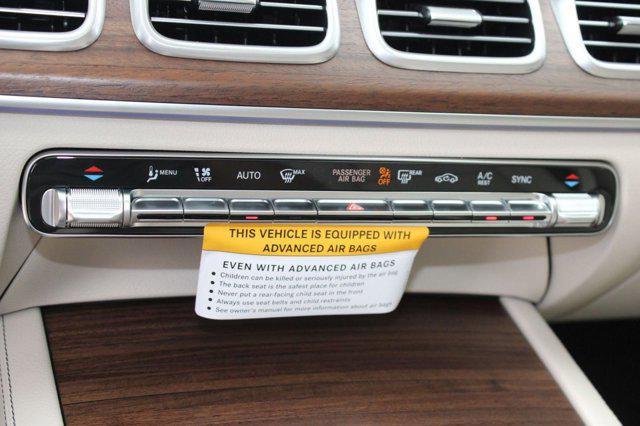 MENU OFF AUTO MAX PASSENGER AIR BAG OFF REAR A/C REST SYNC
THIS VEHICLE IS EQUIPPED WITH
ADVANCED AIR BAGS
EVEN WITH ADVANCED AIR BAGS
• Children can be killed or seriously injured by the air bag
• The back seat is the safest place for children
• Never put a rear-facing child seat in the front
• Always use seat belts and child restraints
• See owner's manual for more information about air bags